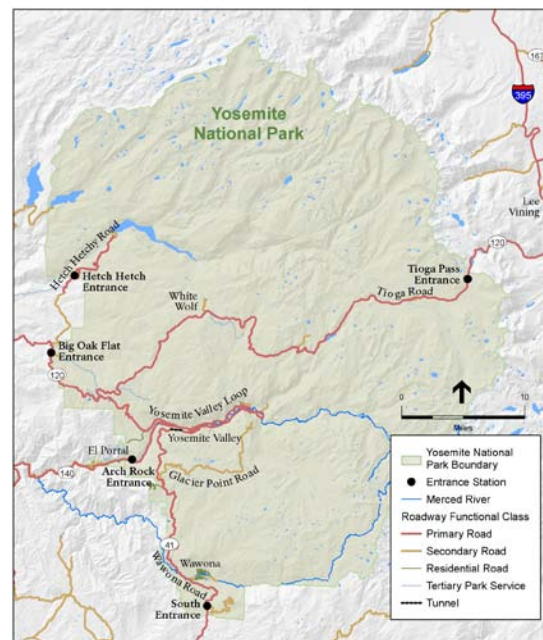 Yosemite
National Park
167
395
Lee
Vining
120
Tioga Pass
Entrance
Tioga Road
Hetch Hetchy Road
Hetch Hetch
Entrance
White
Wolf
Big Oak Flat
Entrance
120
Yosemite Valley Loop
Yosemite Valley
El Portal
140
Arch Rock
Entrance
Glacier Point Road
41
Wawona
Wawona Road
South
Entrance
0
10
Miles
Yosemite National
Park Boundary
Entrance Station
Merced River
Roadway Functional Class
Primary Road
Secondary Road
Residential Road
Tertiary Park Service
Tunnel